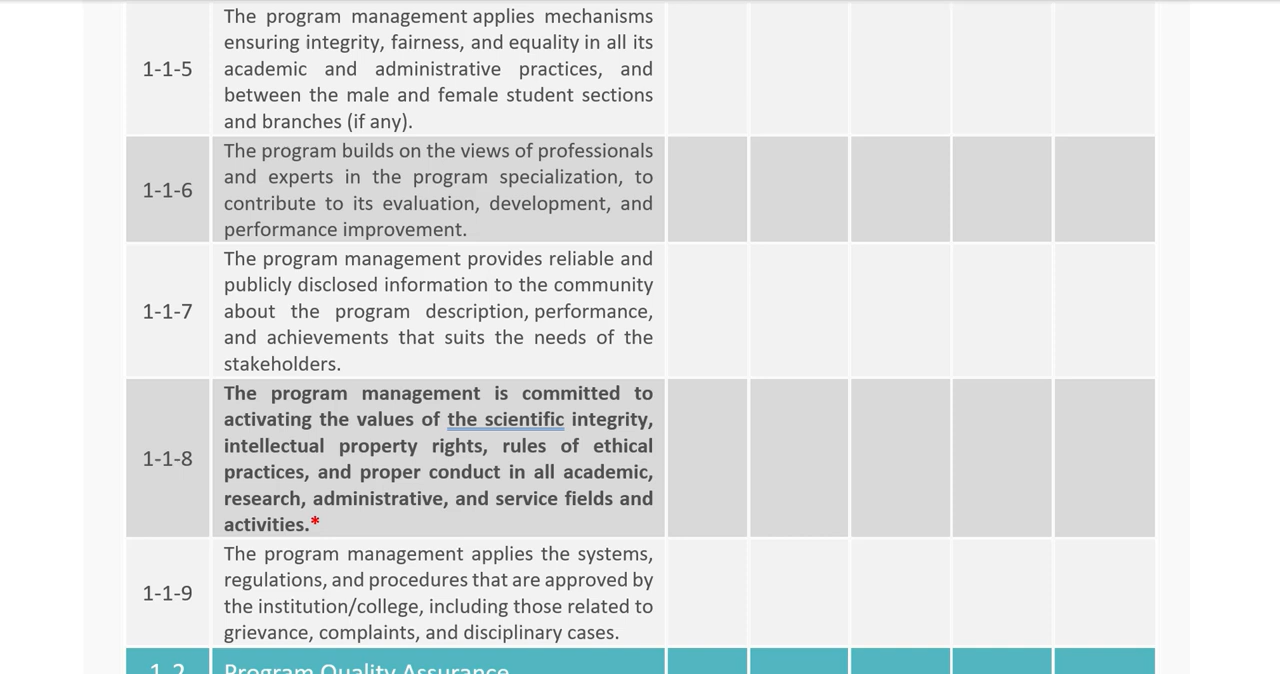 The program management applies mechanisms
ensuring integrity, fairness, and equality in all its
1-1-5 academic and administrative practices, and
between the male and female student sections
and branches (if any).
The program builds on the views of professionals
and experts in the program specialization, to
1-1-6 contribute to its evaluation, development, and
performance improvement.
The program management provides reliable and
publicly disclosed information to the community
1-1-7 about the program description, performance,
and achievements that suits the needs of the
stakeholders.
The program management is committed to
activating the values of the scientific integrity,
intellectual property rights, rules of ethical
1-1-8 practices, and proper conduct in all academic,
research, administrative, and service fields and
activities.*
The program management applies the systems,
regulations, and procedures that are approved by
1-1-9 the institution/college, including those related to
grievance, complaints, and disciplinary cases.
1-2 Program Quality Assurance